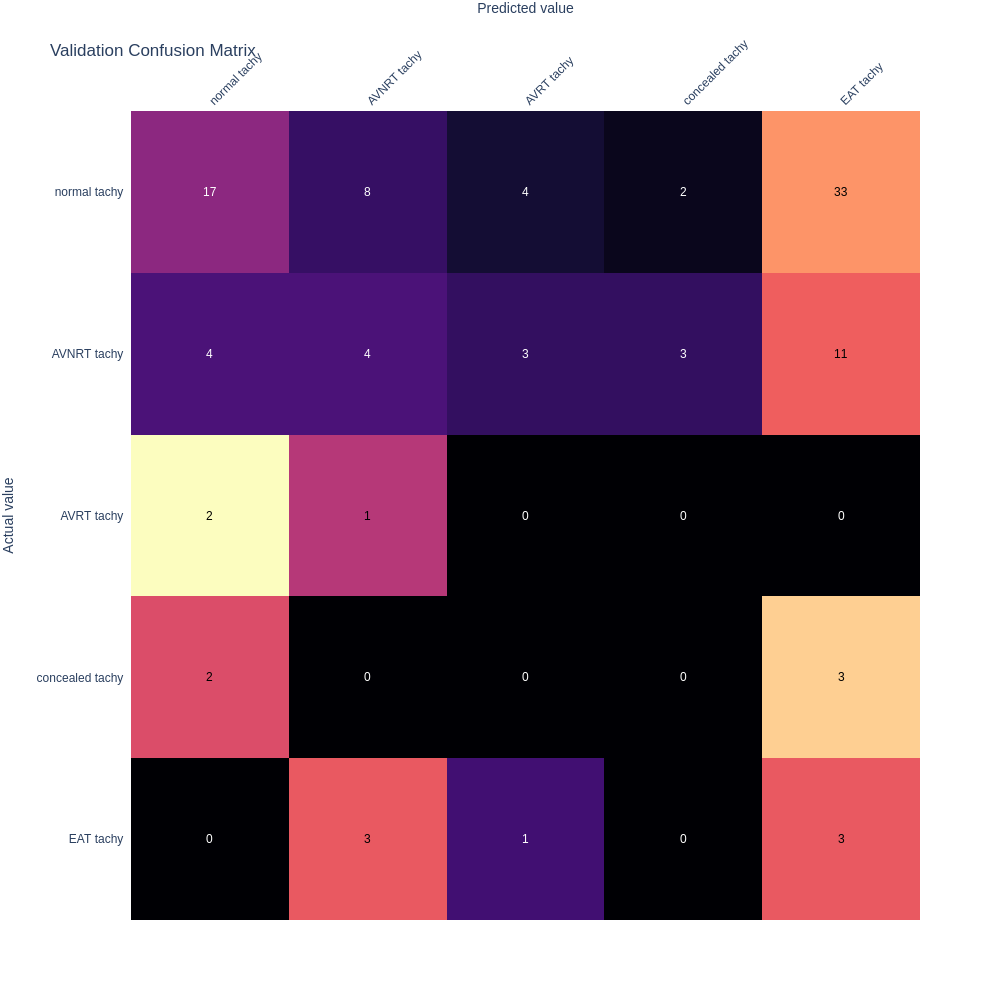 Predicted value
Validation Confusion Matrix
normal tachy AVNRT tachy AVRT tachy concealed tachy EAT tachy
normal tachy 17 8 4 2 33
AVNRT tachy 4 4 3 3 11
AVRT tachy 2 1 0 0 0
Actual value
concealed tachy 2 0 0 0 3
EAT tachy 0 3 1 0 3